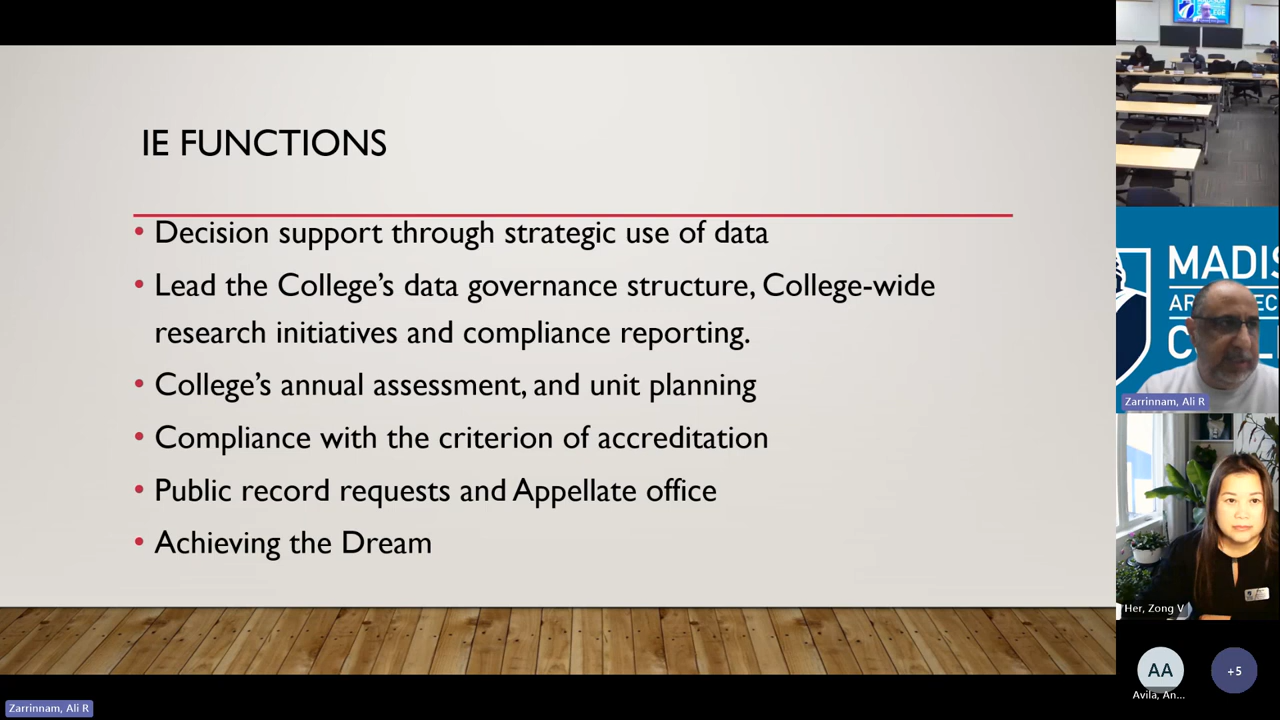 IE FUNCTIONS
• Decision support through strategic use of data
• Lead the College’s data governance structure, College-wide
research initiatives and compliance reporting.
• College’s annual assessment, and unit planning
• Compliance with the criterion of accreditation
• Public record requests and Appellate office
• Achieving the Dream
Zarrinnam, Ali R
MADIS
Zarrinnam, Ali R
Her, Zong V
AA
Avila, An...
+5